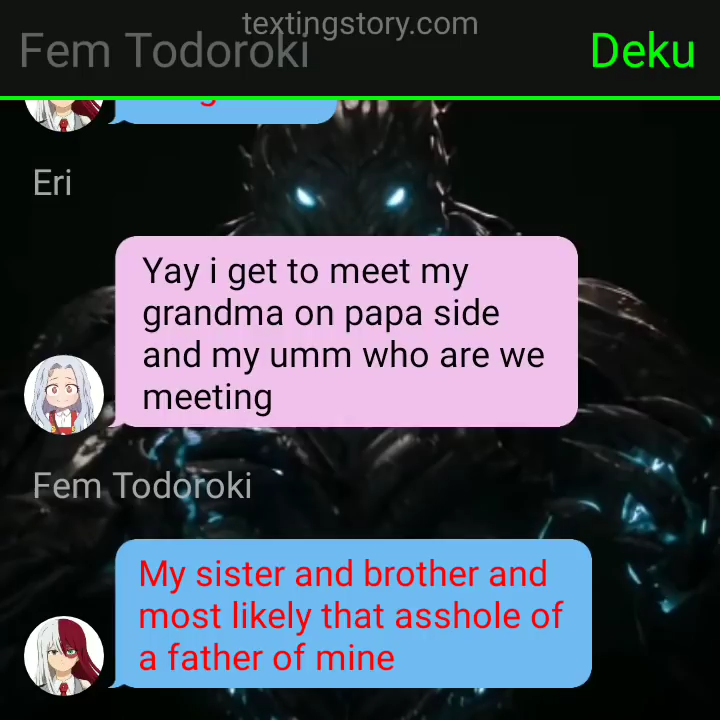 textingstory.com
Fem Todoroki
Deku
Eri
Yay i get to meet my
grandma on papa side
and my umm who are we
meeting
Fem Todoroki
My sister and brother and
most likely that asshole of
a father of mine